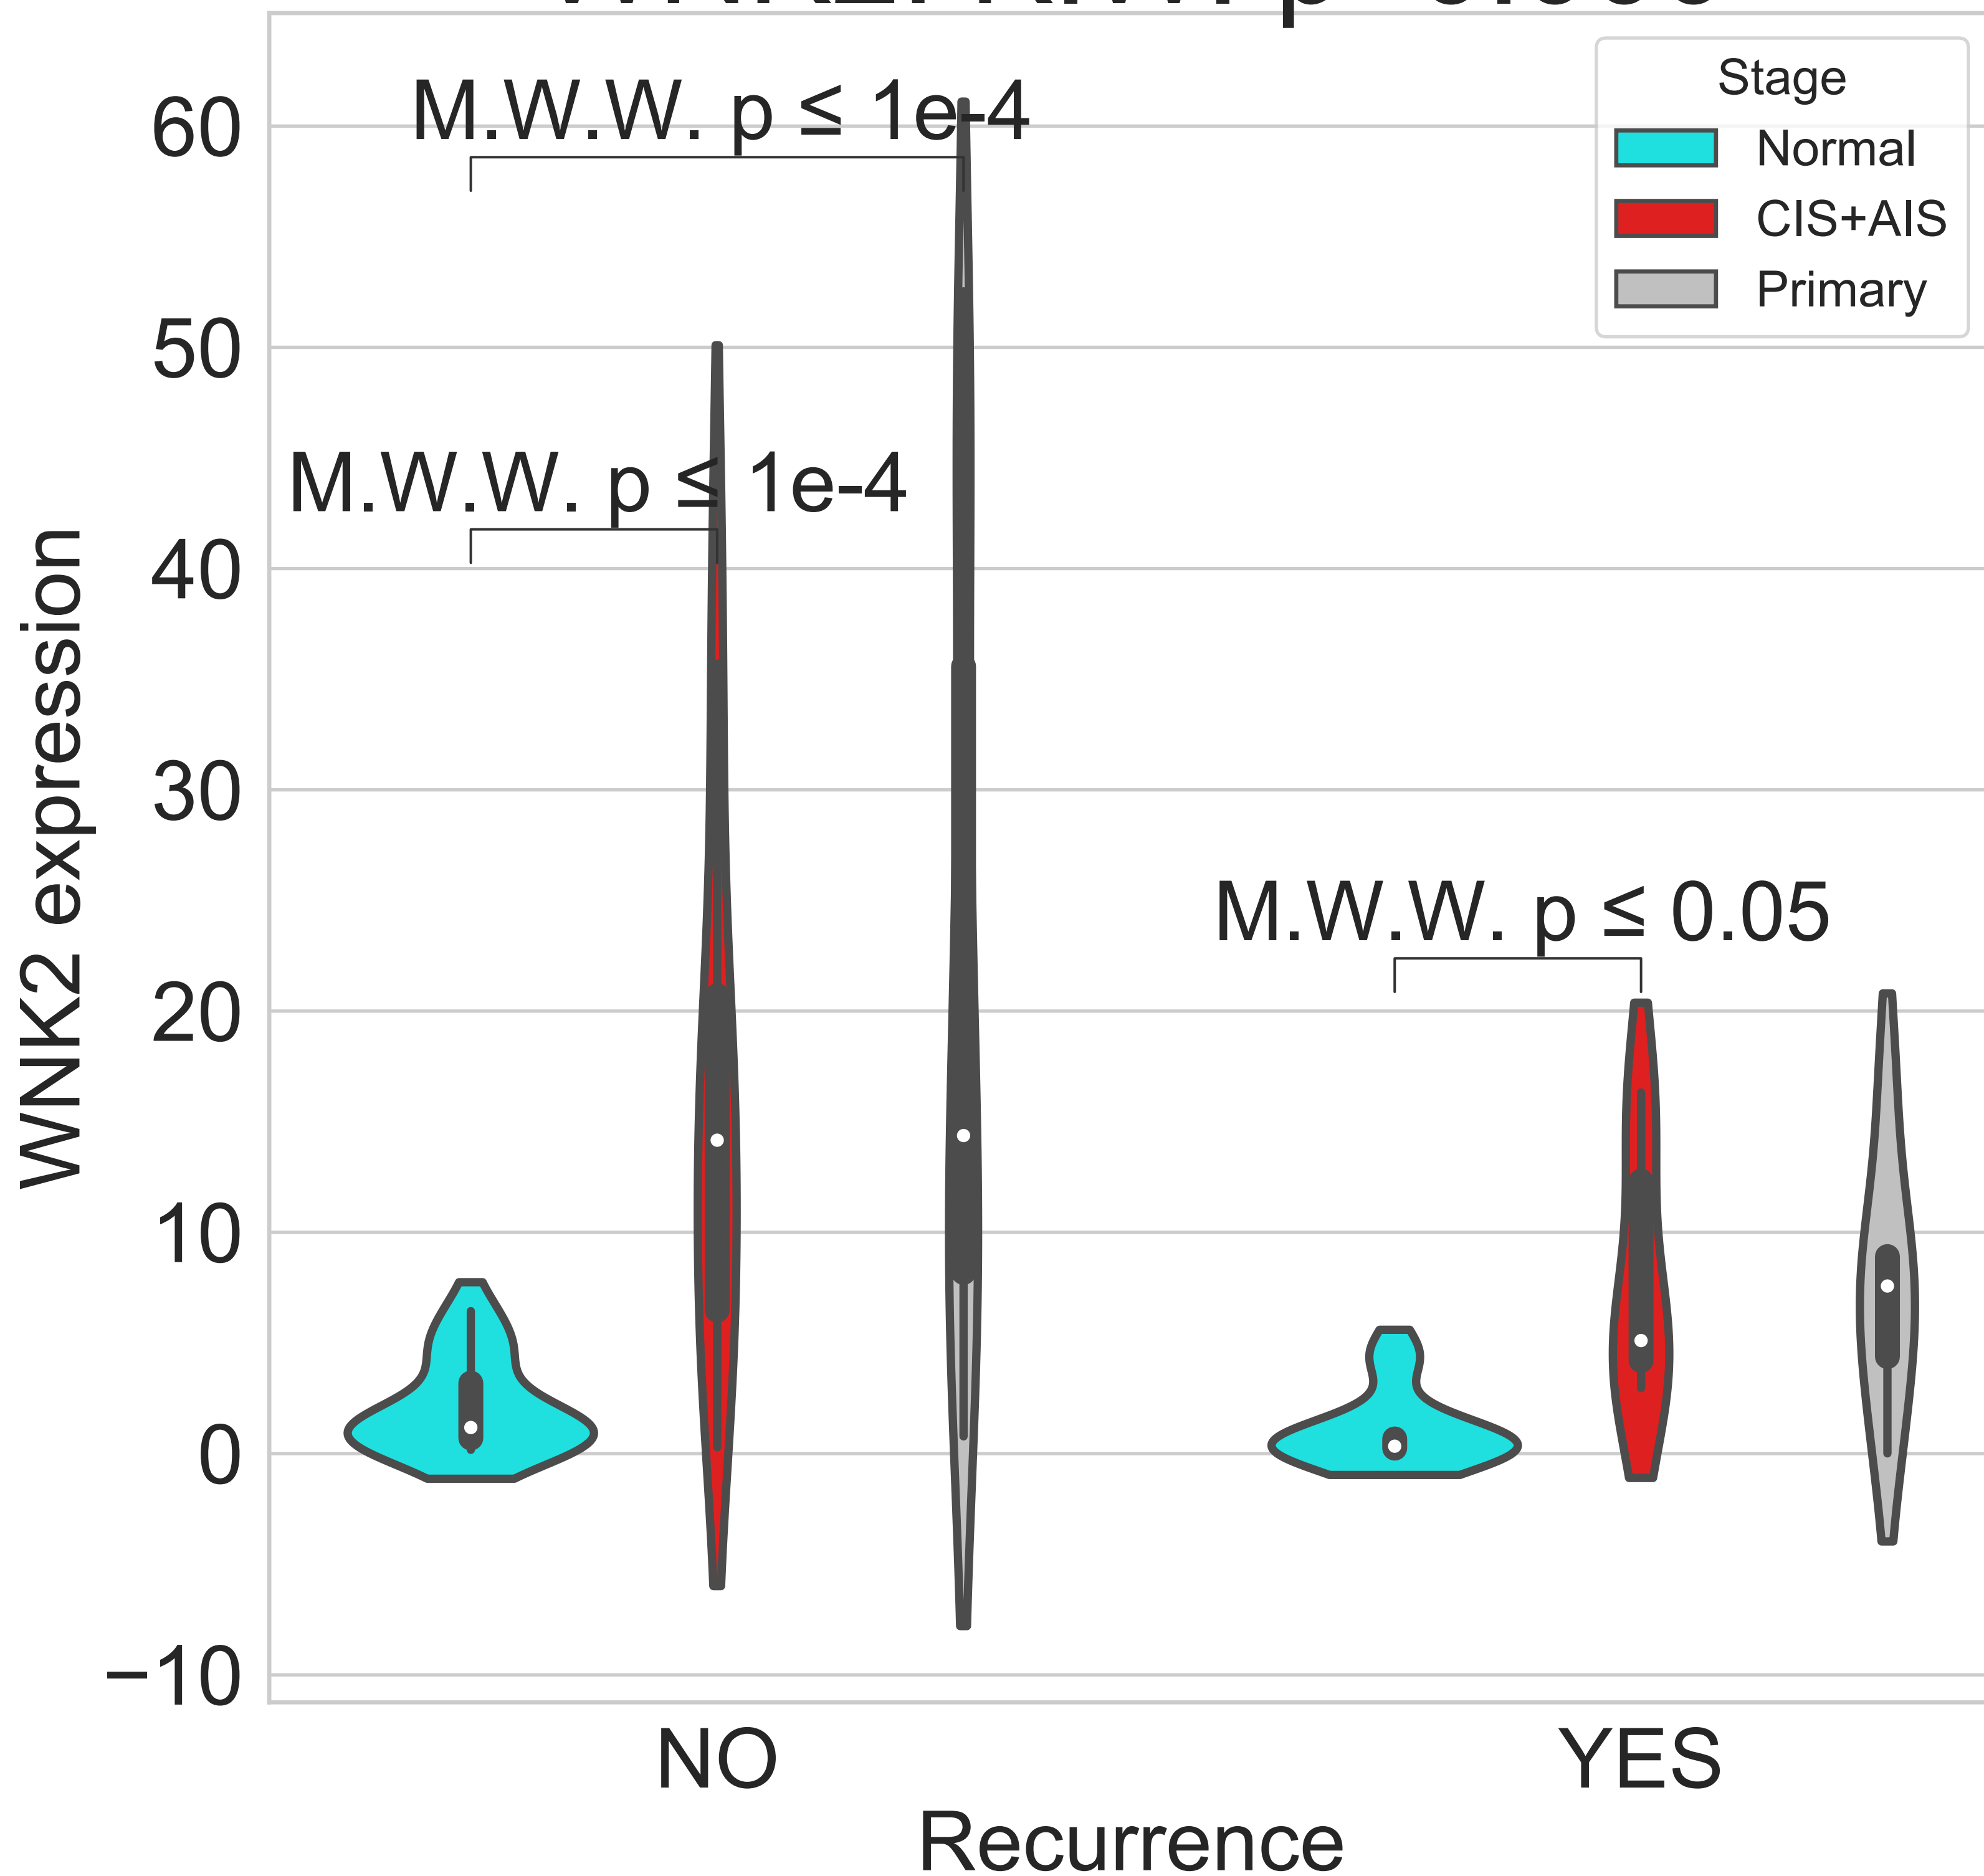 Stage
Normal
CIS+AIS
Primary
M.W.W. p ≤ 1e-4
M.W.W. p ≤ 1e-4
M.W.W. p ≤ 0.05
60
50
40
30
20
10
0
−10
WNK2 expression
NO
YES
Recurrence